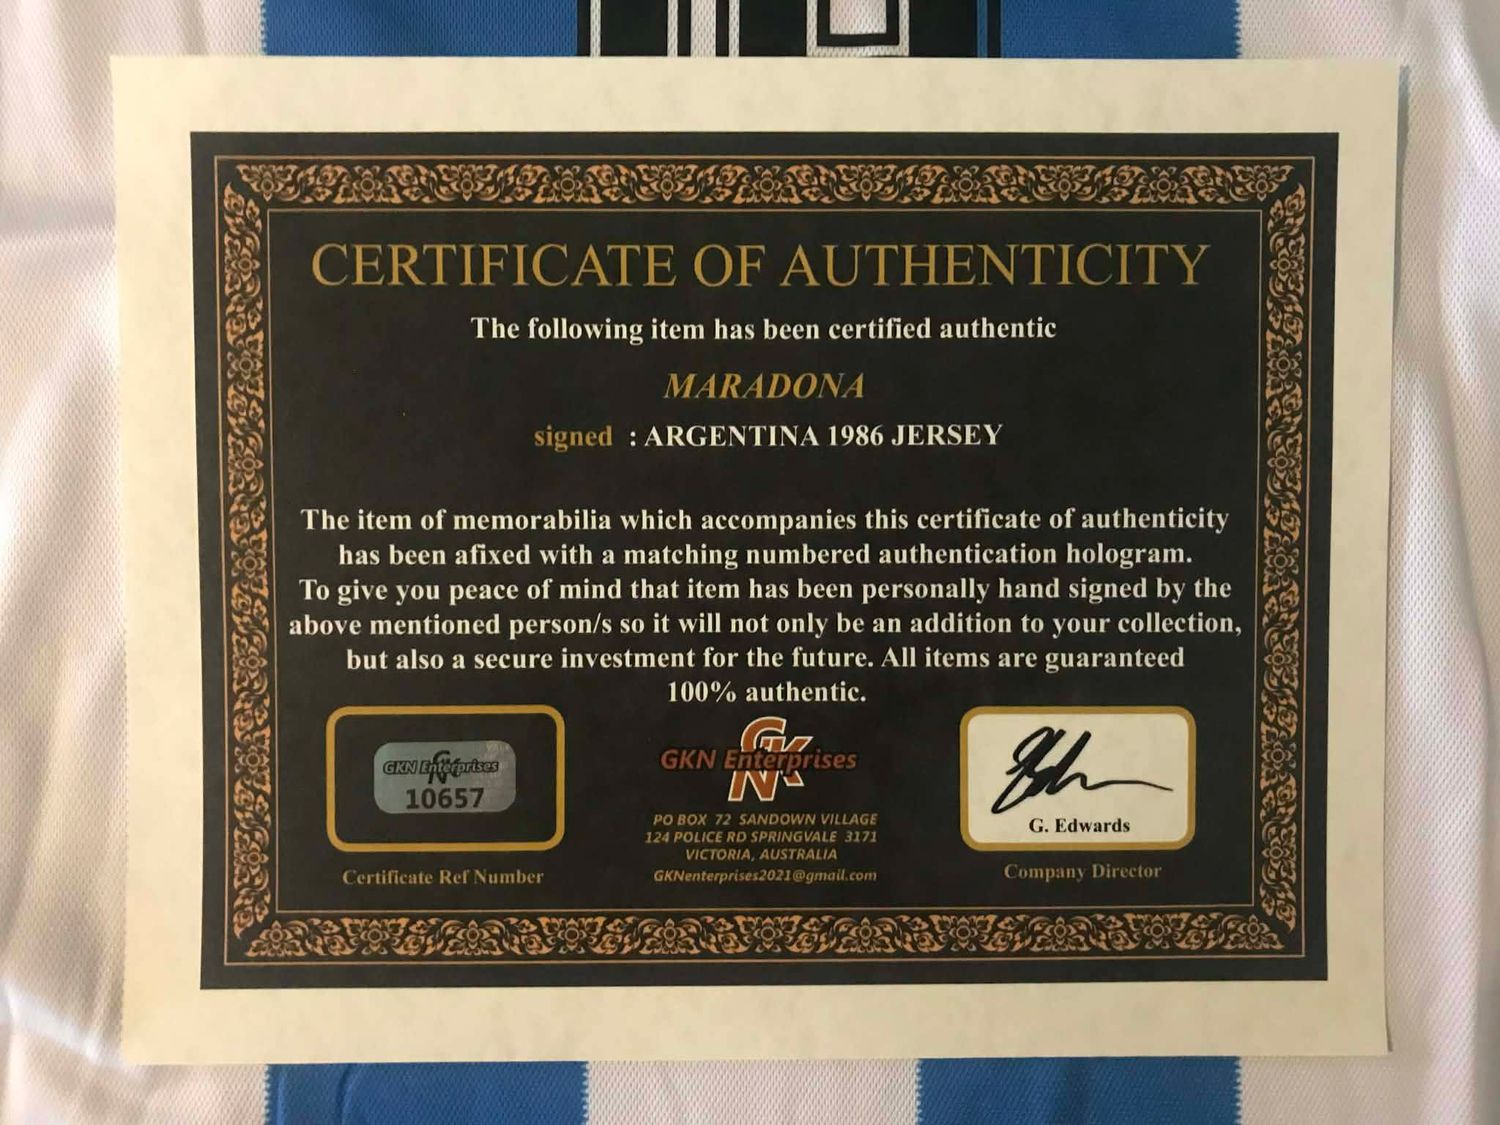 CERTIFICATE OF AUTHENTICITY
The following item has been certified authentic
MARADONA
signed : ARGENTINA 1986 JERSEY
The item of memorabilia which accompanies this certificate of authenticity
has been afixed with a matching numbered authentication hologram.
To give you peace of mind that item has been personally hand signed by the
above mentioned person/s so it will not only be an addition to your collection,
but also a secure investment for the future. All items are guaranteed
100% authentic.
GKN Enterprises
10657
Certificate Ref Number
GKN Enterprises
PO BOX 72 SANDOWN VILLAGE
124 POLICE RD SPRINGVALE 3171
VICTORIA, AUSTRALIA
GKNenterprises2021@gmail.com
G. Edwards
Company Director